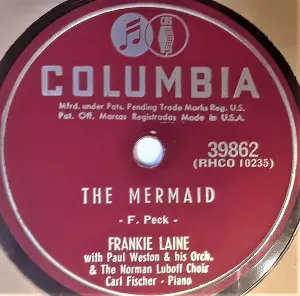 CBS
COLUMBIA
Mfrd. under Pats. Pending Trade Marks Reg. U.S.
Pat. Off. Marcas Registradas Made in U.S.A.
39862
(RHCO 10235)
THE MERMAID
- F. Peck -
FRANKIE LAINE
with Paul Weston & his Orch.
& The Norman Luboff Choir
Carl Fischer - Piano